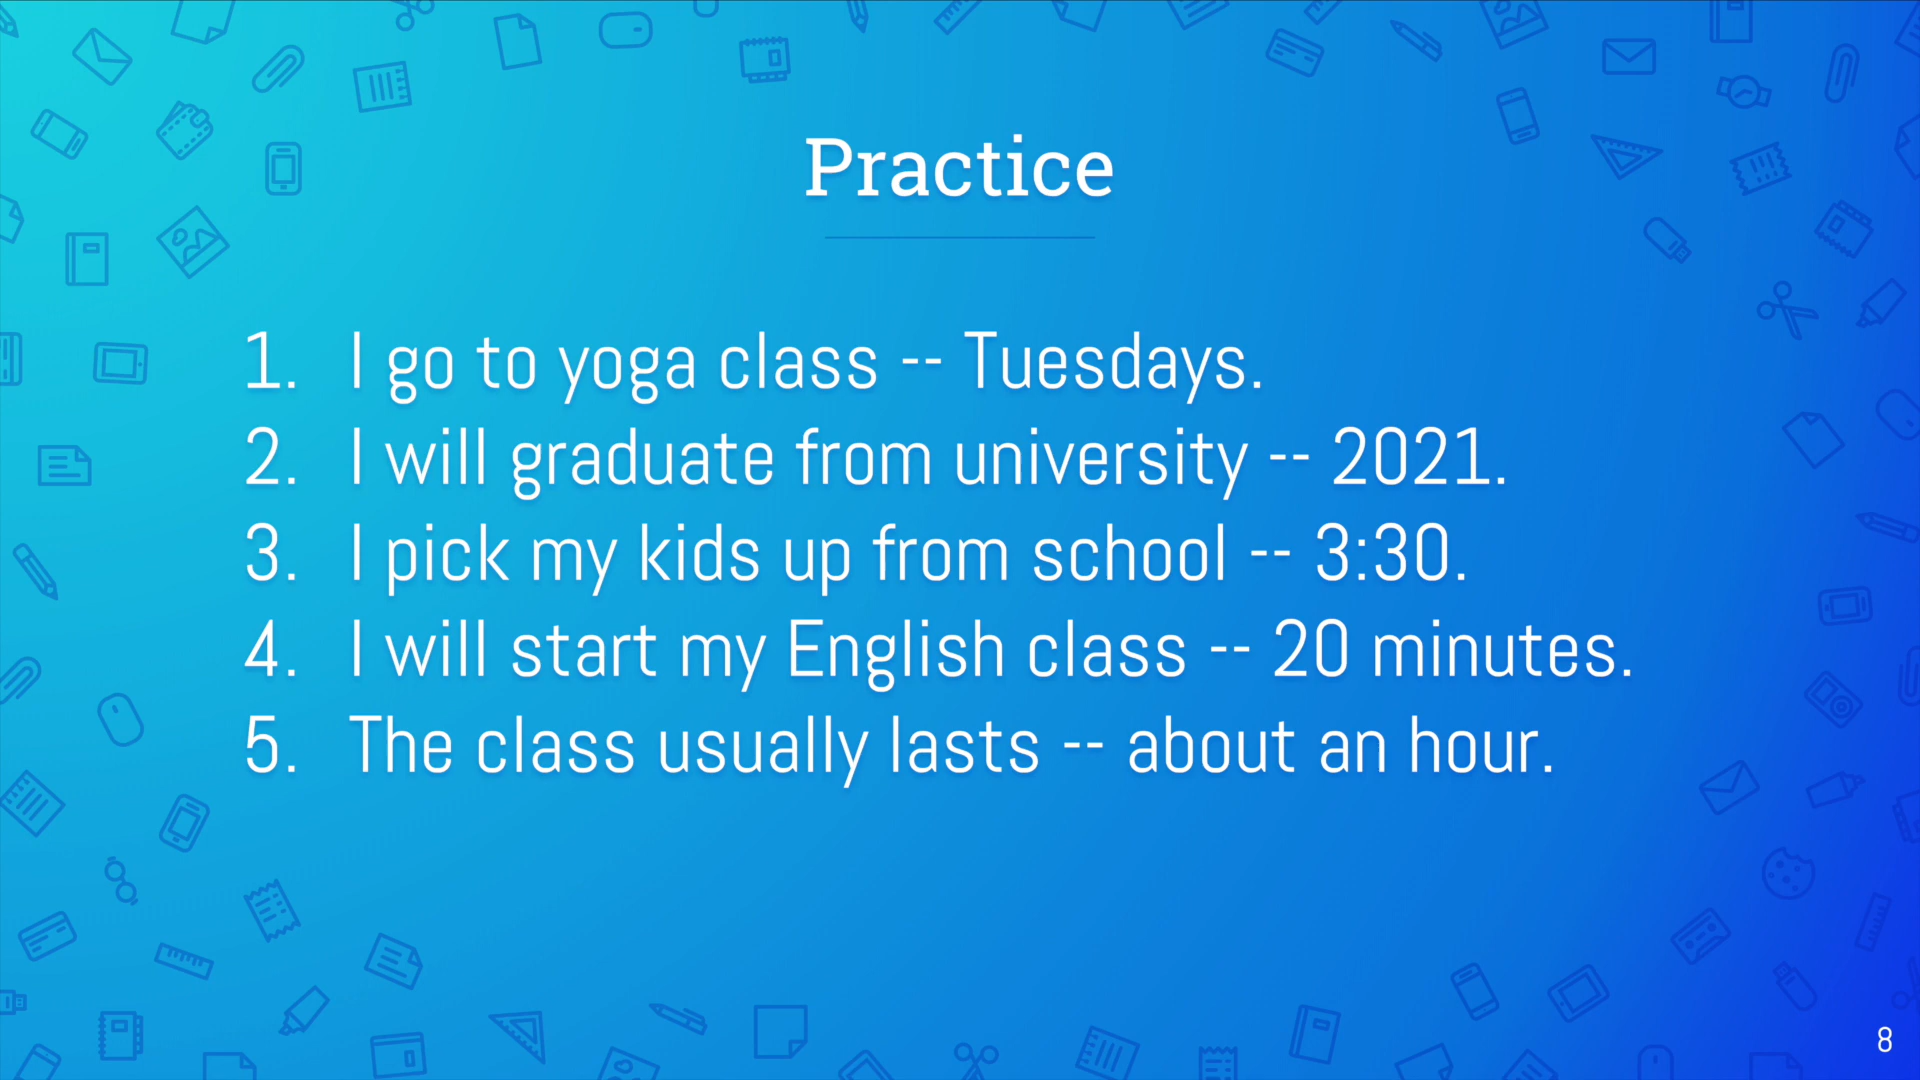 Practice
1. I go to yoga class -- Tuesdays.
2. I will graduate from university -- 2021.
3. I pick my kids up from school -- 3:30.
4. I will start my English class -- 20 minutes.
5. The class usually lasts -- about an hour.
8